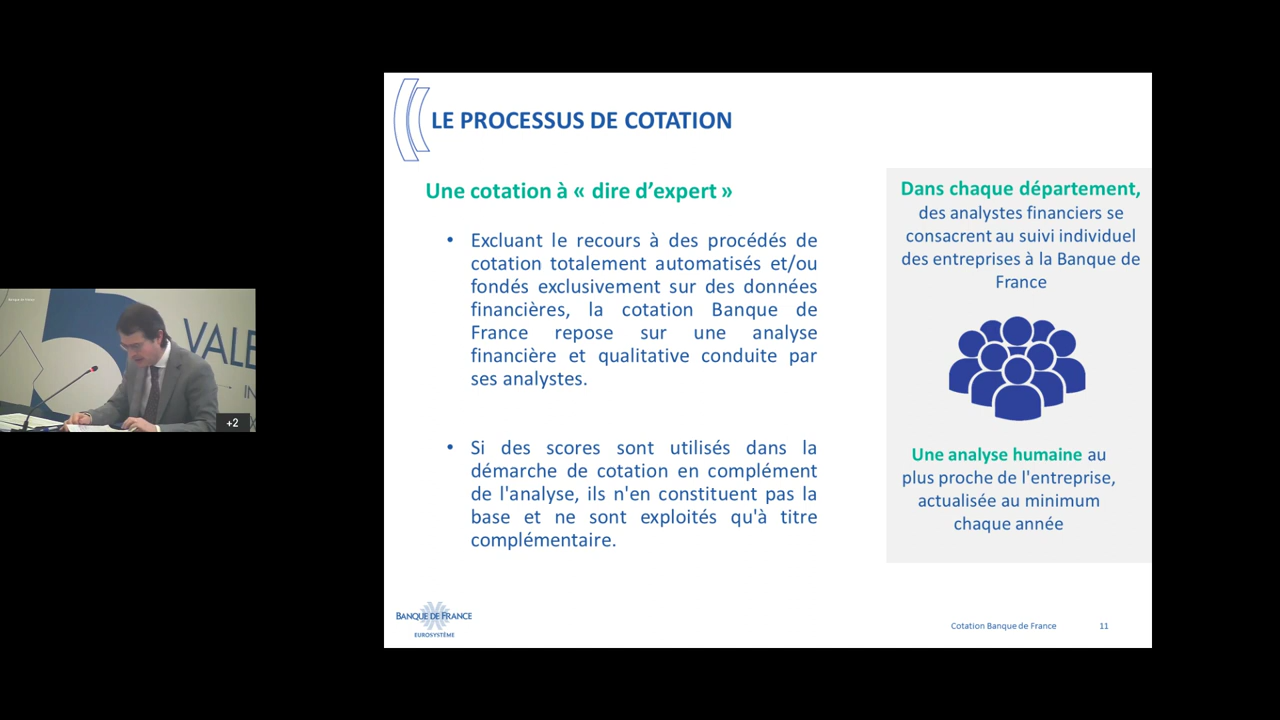 LE PROCESSUS DE COTATION
Une cotation à « dire d’expert »
• Excluant le recours à des procédés de
cotation totalement automatisés et/ou
fondés exclusivement sur des données
financières, la cotation Banque de
France repose sur une analyse
financière et qualitative conduite par
ses analystes.
• Si des scores sont utilisés dans la
démarche de cotation en complément
de l'analyse, ils n'en constituent pas la
base et ne sont exploités qu'à titre
complémentaire.
Dans chaque département,
des analystes financiers se
consacrent au suivi individuel
des entreprises à la Banque de
France
Une analyse humaine au
plus proche de l'entreprise,
actualisée au minimum
chaque année
BANQUE DE FRANCE
EUROSYSTÈME
Cotation Banque de France 11
VALE
IN
+2